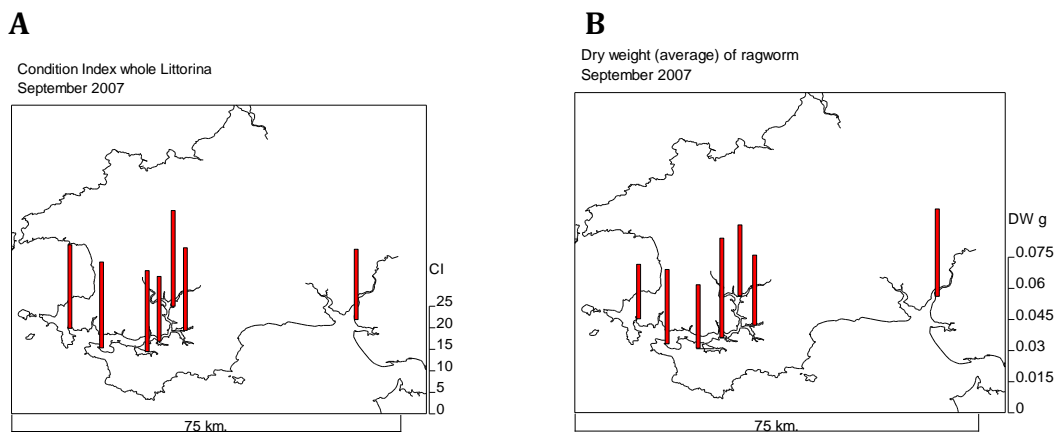 A
Condition Index whole Littorina
September 2007
CI
25
20
15
10
5
0
75 km.
B
Dry weight (average) of ragworm
September 2007
DW g
0.075
0.06
0.045
0.03
0.015
0
75 km.